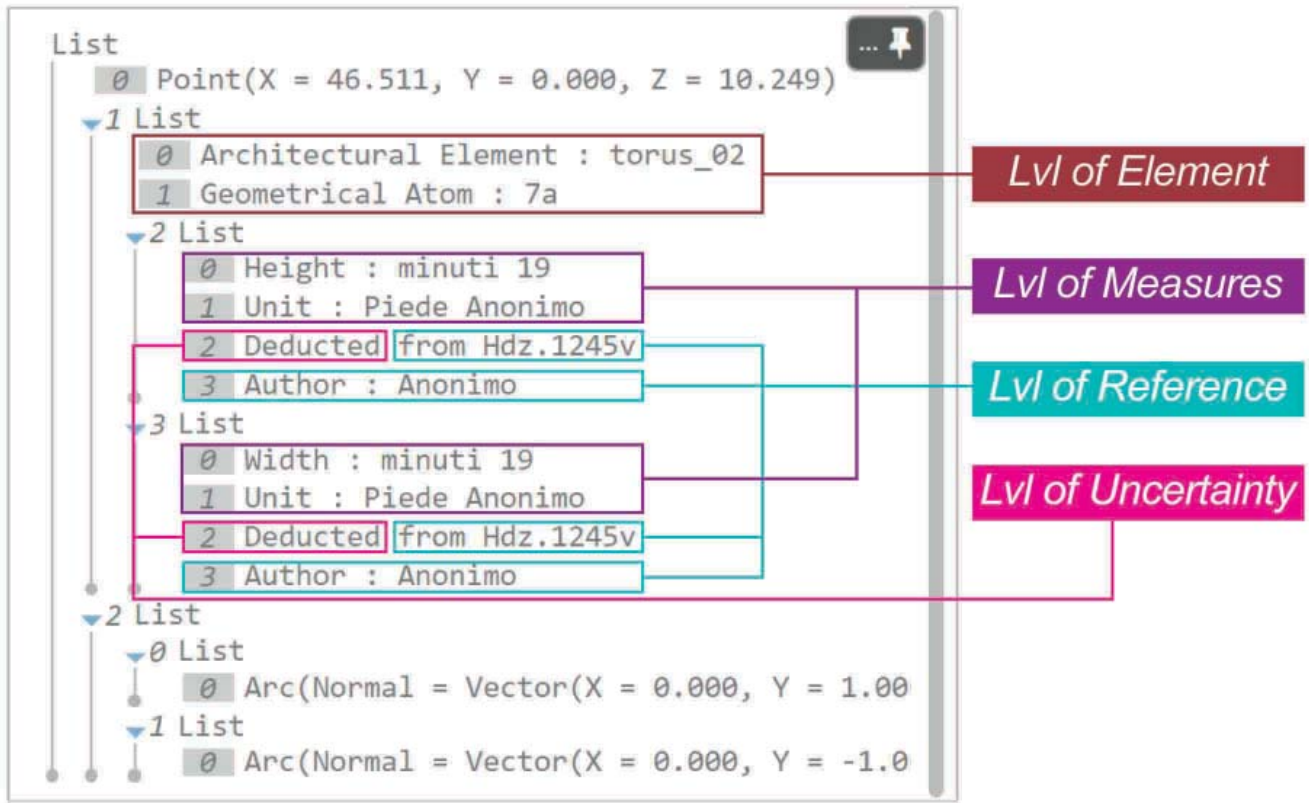 List
...
0 Point(X = 46.511, Y = 0.000, Z = 10.249)
1 List
0 Architectural Element : torus_02
1 Geometrical Atom : 7a
Lvl of Element
2 List
0 Height : minuti 19
1 Unit : Piede Anonimo
Lvl of Measures
2 Deducted from Hdz.1245v
3 Author : Anonimo
Lvl of Reference
3 List
0 Width : minuti 19
1 Unit : Piede Anonimo
Lvl of Uncertainty
2 Deducted from Hdz.1245v
3 Author : Anonimo
2 List
0 List
0 Arc(Normal = Vector(X = 0.000, Y = 1.00
1 List
0 Arc(Normal = Vector(X = 0.000, Y = -1.0